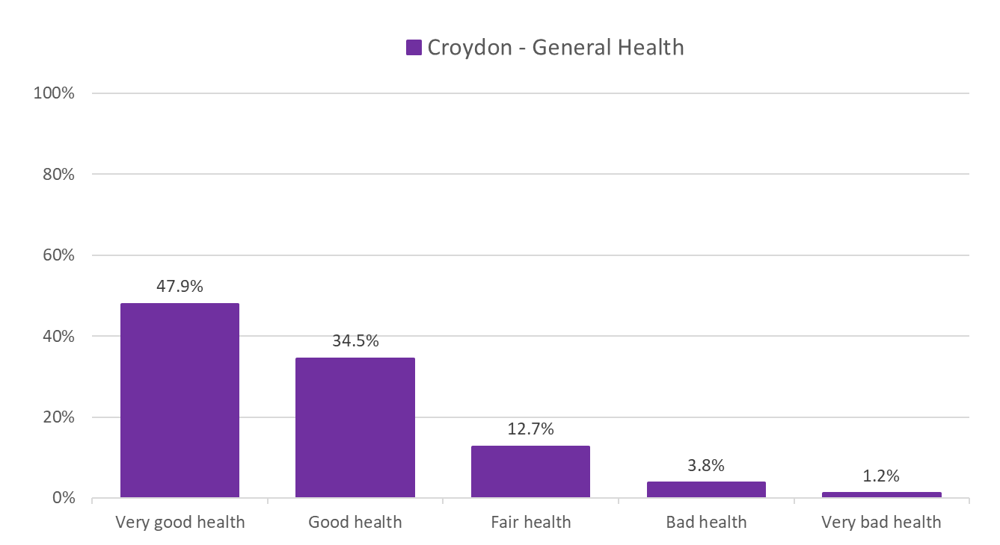 Croydon - General Health
100%
80%
60%
47.9%
40%
34.5%
20%
12.7%
3.8%
1.2%
0%
Very good health
Good health
Fair health
Bad health
Very bad health